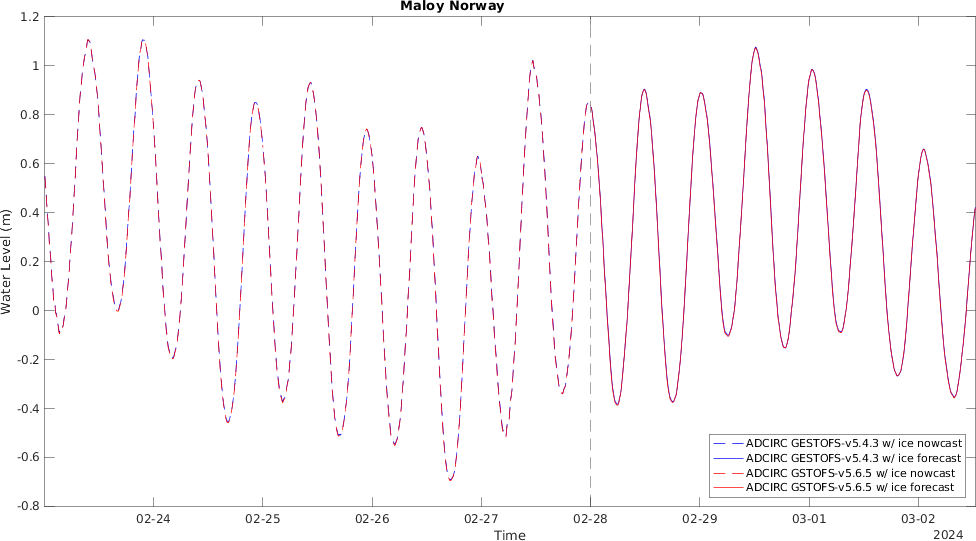 Maloy Norway
1.2
1
0.8
0.6
0.4
0.2
0
-0.2
-0.4
-0.6
-0.8
Water Level (m)
ADCIRC GESTOFS-v5.4.3 w/ ice nowcast
ADCIRC GESTOFS-v5.4.3 w/ ice forecast
ADCIRC GSTOFS-v5.6.5 w/ ice nowcast
ADCIRC GSTOFS-v5.6.5 w/ ice forecast
02-24 02-25 02-26 02-27 02-28 02-29 03-01 03-02
Time
2024